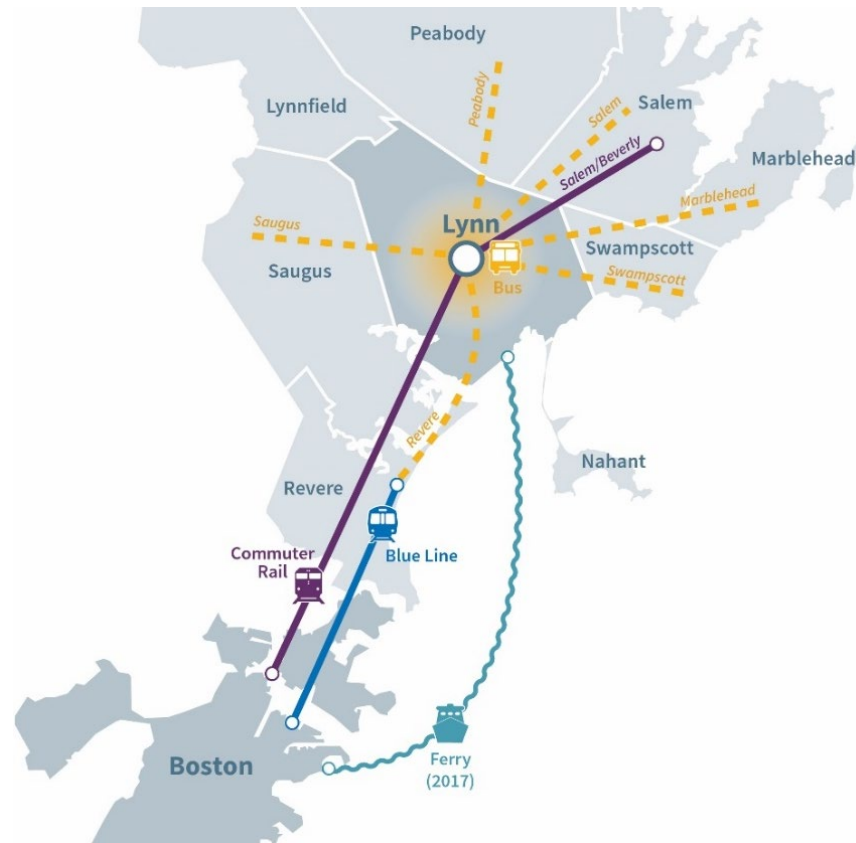 Peabody
Lynnfield
Peabody
Salem
Salem
Salem/Beverly
Marblehead
Marblehead
Saugus
Lynn
Swampscott
Saugus
Bus
Swampscott
Revere
Nahant
Revere
Commuter
Rail
Blue Line
Boston
Ferry
(2017)